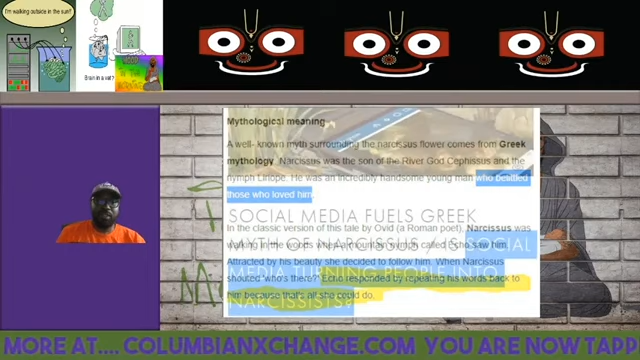 I'm walking outside in the sun!!
Brain in a vat?
Mythological meaning
A well- known myth surrounding the narcissus flower comes from Greek
mythology. Narcissus was the son of the River God Cephissus and the
nymph Liriope. He was an incredibly handsome young man who belittled
those who loved him
SOCIAL MEDIA FUELS GREEK
In the classic version of this tale by Ovid (a Roman poet), Narcissus was
walking in the woods when a mountain nymph called Echo saw him.
MYTH OF NARCISSUS / IS SOCIAL
Attracted by his beauty she decided to follow him. When Narcissus
MEDIA TURNING PEOPLE INTO
shouted 'who's there?' Echo responded by repeating his words back to
him because that's all she could do.
NARCISSISTS?
MORE AT.... COLUMBIANXCHANGE.COM YOU ARE NOW TAPP